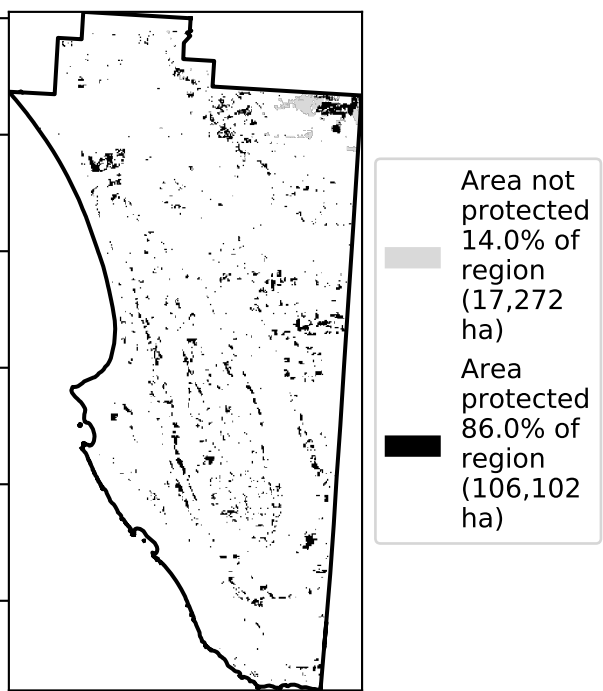 Area not
protected
14.0% of
region
(17,272
ha)
Area
protected
86.0% of
region
(106,102
ha)